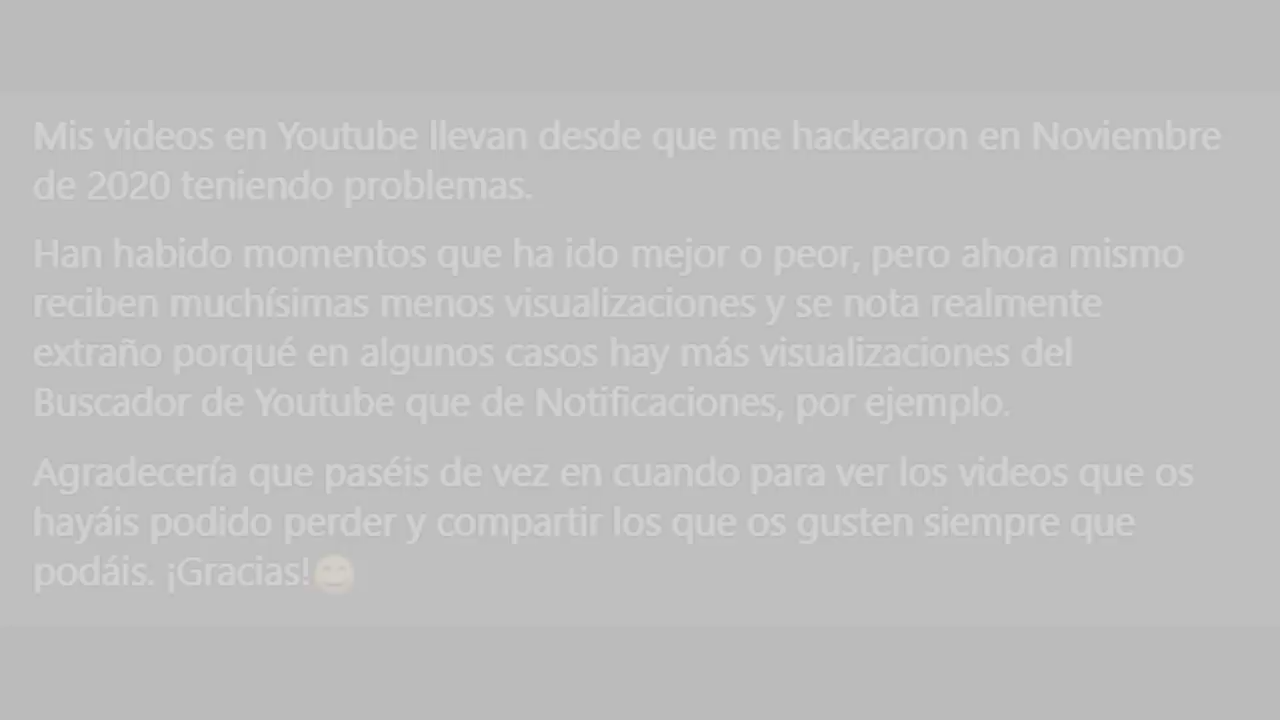 Mis videos en Youtube llevan desde que me hackearon en Noviembre
de 2020 teniendo problemas.
Han habido momentos que ha ido mejor o peor, pero ahora mismo
reciben muchísimas menos visualizaciones y se nota realmente
extraño porqué en algunos casos hay más visualizaciones del
Buscador de Youtube que de Notificaciones, por ejemplo.
Agradecería que paséis de vez en cuando para ver los videos que os
hayáis podido perder y compartir los que os gusten siempre que
podáis. ¡Gracias!😊